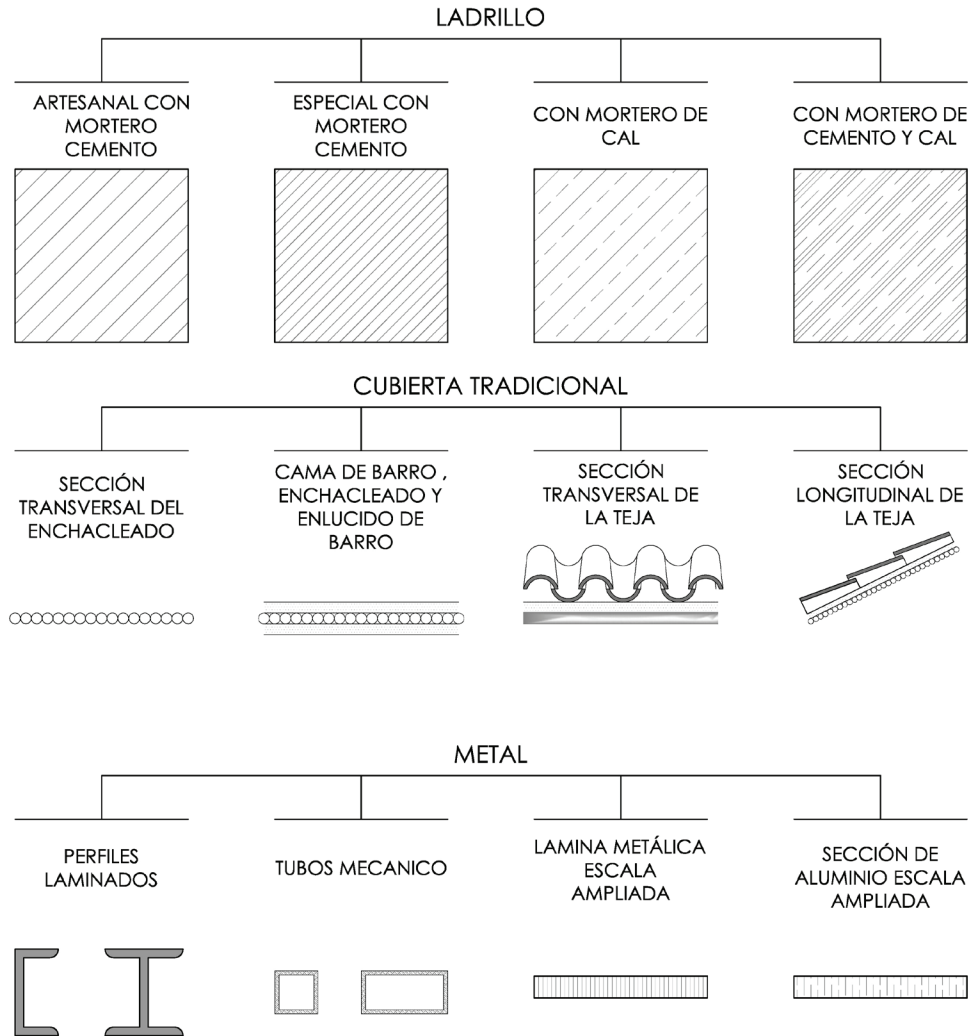 LADRILLO
ARTESANAL CON
MORTERO
CEMENTO
ESPECIAL CON
MORTERO
CEMENTO
CON MORTERO DE
CAL
CON MORTERO DE
CEMENTO Y CAL
CUBIERTA TRADICIONAL
SECCIÓN
TRANSVERSAL DEL
ENCHACLEADO
CAMA DE BARRO ,
ENCHACLEADO Y
ENLUCIDO DE
BARRO
SECCIÓN
TRANSVERSAL DE
LA TEJA
SECCIÓN
LONGITUDINAL DE
LA TEJA
METAL
PERFILES
LAMINADOS
TUBOS MECANICO
LAMINA METÁLICA
ESCALA
AMPLIADA
SECCIÓN DE
ALUMINIO ESCALA
AMPLIADA